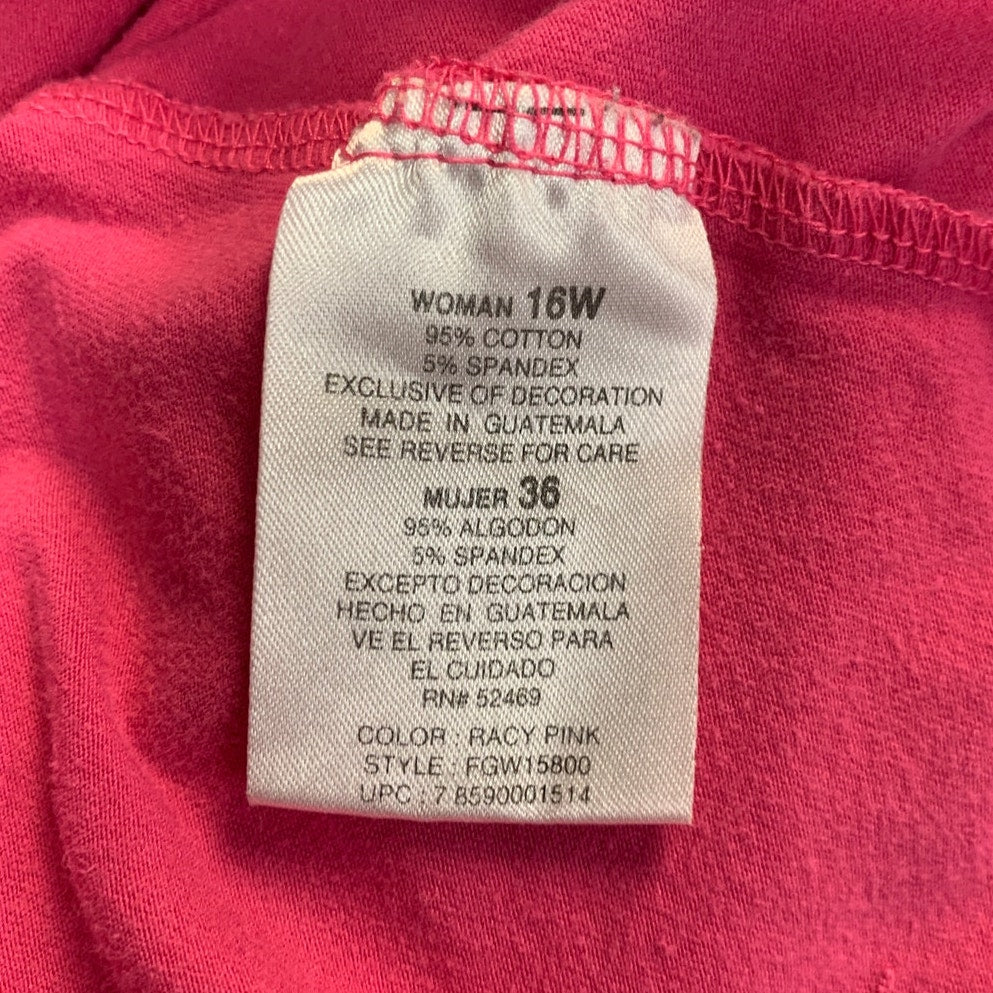 WOMAN 16W
95% COTTON
5% SPANDEX
EXCLUSIVE OF DECORATION
MADE IN GUATEMALA
SEE REVERSE FOR CARE
MUJER 36
95% ALGODON
5% SPANDEX
EXCEPTO DECORACION
HECHO EN GUATEMALA
VE EL REVERSO PARA
EL CUIDADO
RN# 52469
COLOR : RACY PINK
STYLE : FGW15800
UPC : 7 8590001514